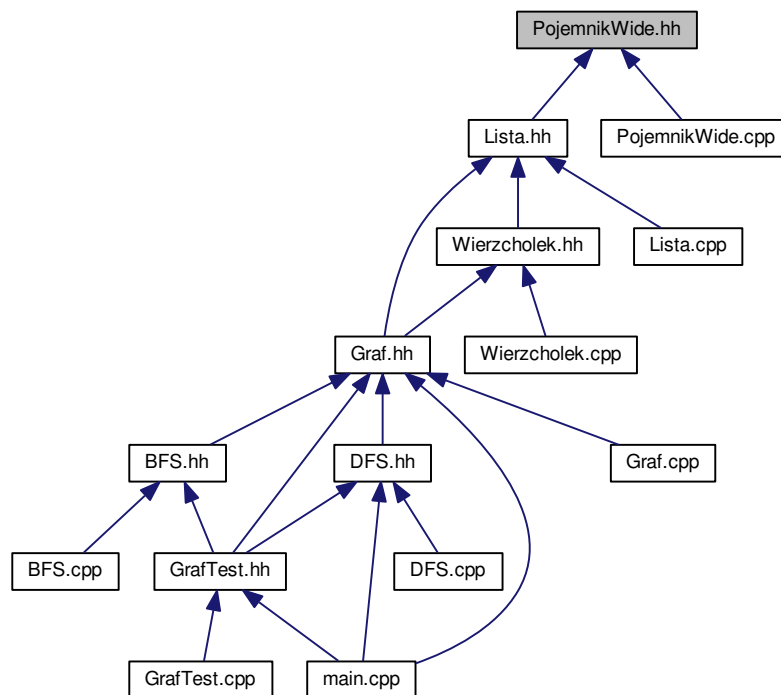 PojemnikWide.hh
Lista.hh
PojemnikWide.cpp
Wierzcholek.hh
Lista.cpp
Graf.hh
Wierzcholek.cpp
BFS.hh
DFS.hh
Graf.cpp
BFS.cpp
GrafTest.hh
DFS.cpp
GrafTest.cpp
main.cpp